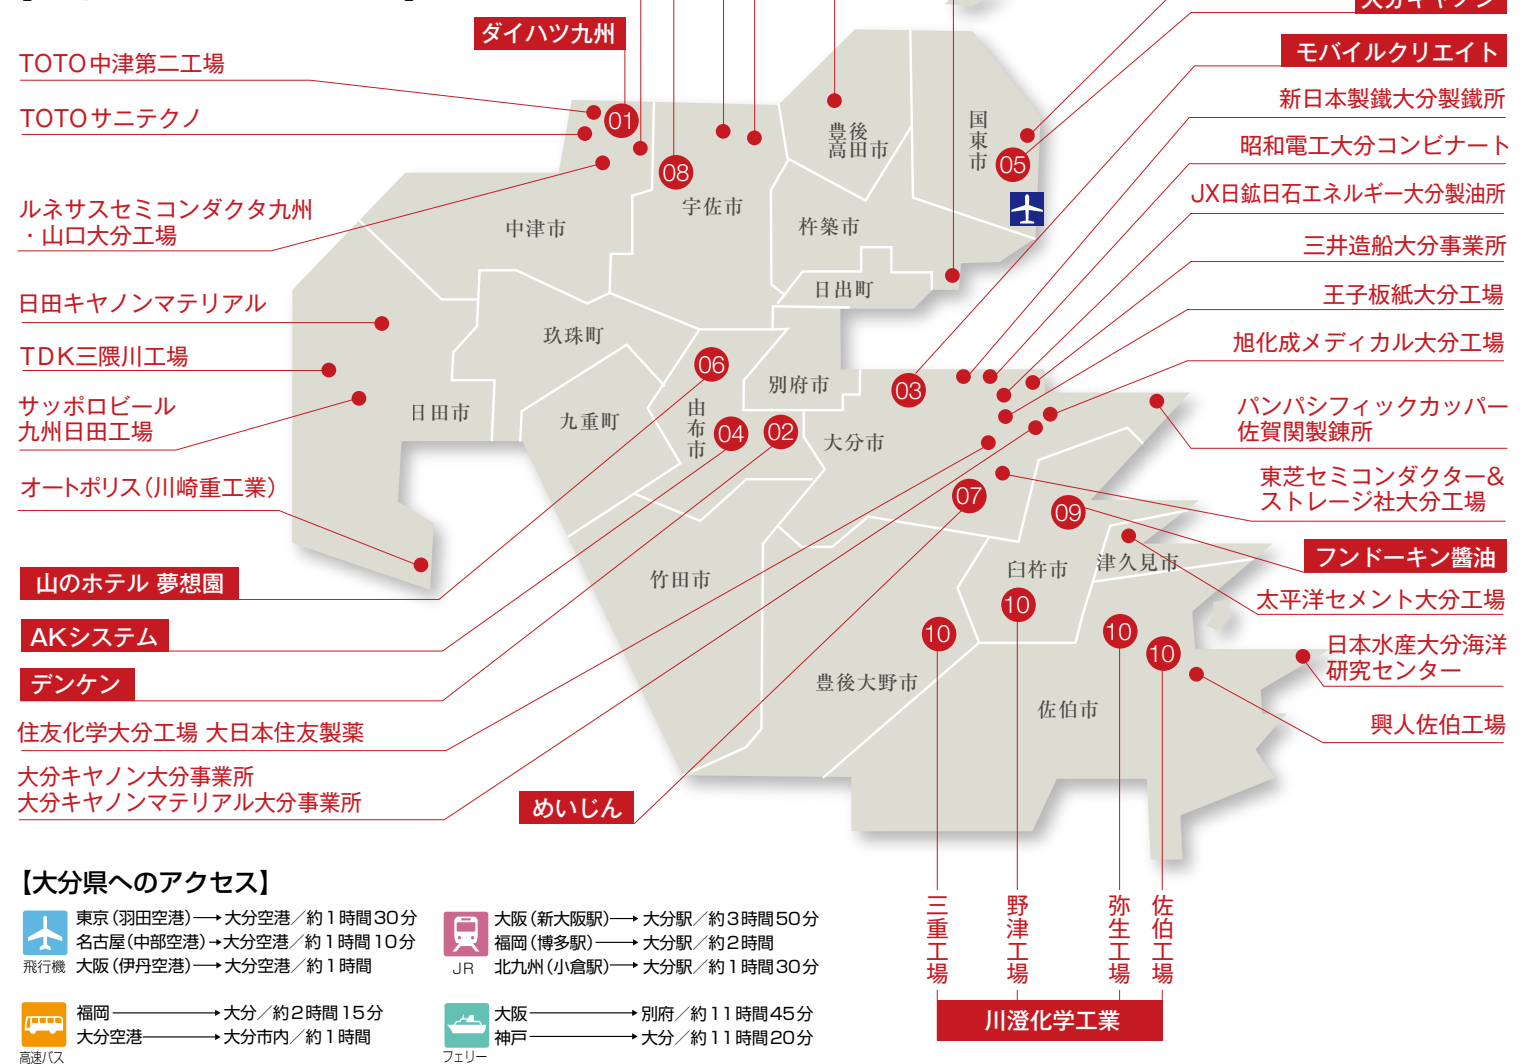 ダイハツ九州
TOTO中津第二工場
TOTOサニテクノ
ルネサスセミコンダクタ九州
・山口大分工場
日田キヤノンマテリアル
TDK三隈川工場
サッポロビール
九州日田工場
オートポリス（川崎重工業）
山のホテル 夢想園
AKシステム
デンケン
住友化学大分工場 大日本住友製薬
大分キヤノン大分事業所
大分キヤノンマテリアル大分事業所
めいじん
大分キヤノン
モバイルクリエイト
新日本製鐵大分製鐵所
昭和電工大分コンビナート
JX日鉱日石エネルギー大分製油所
三井造船大分事業所
王子板紙大分工場
旭化成メディカル大分工場
パンパシフィックカッパー
佐賀関製錬所
東芝セミコンダクター&
ストレージ社大分工場
フンドーキン醬油
太平洋セメント大分工場
日本水産大分海洋
研究センター
興人佐伯工場
01
08
05
06
03
04
02
07
09
10
10
10
10
豊後
高田市
国東市
中津市
宇佐市
杵築市
日出町
玖珠町
別府市
日田市
九重町
由布市
大分市
竹田市
臼杵市
津久見市
豊後大野市
佐伯市
三重工場
野津工場
弥生工場
佐伯工場
川澄化学工業
【大分県へのアクセス】
飛行機
東京（羽田空港）→大分空港／約1時間30分
名古屋（中部空港）→大分空港／約1時間10分
大阪（伊丹空港）→大分空港／約1時間
JR
大阪（新大阪駅）→大分駅／約3時間50分
福岡（博多駅）→大分駅／約2時間
北九州（小倉駅）→大分駅／約1時間30分
高速バス
福岡→大分／約2時間15分
大分空港→大分市内／約1時間
フェリー
大阪→別府／約11時間45分
神戸→大分／約11時間20分